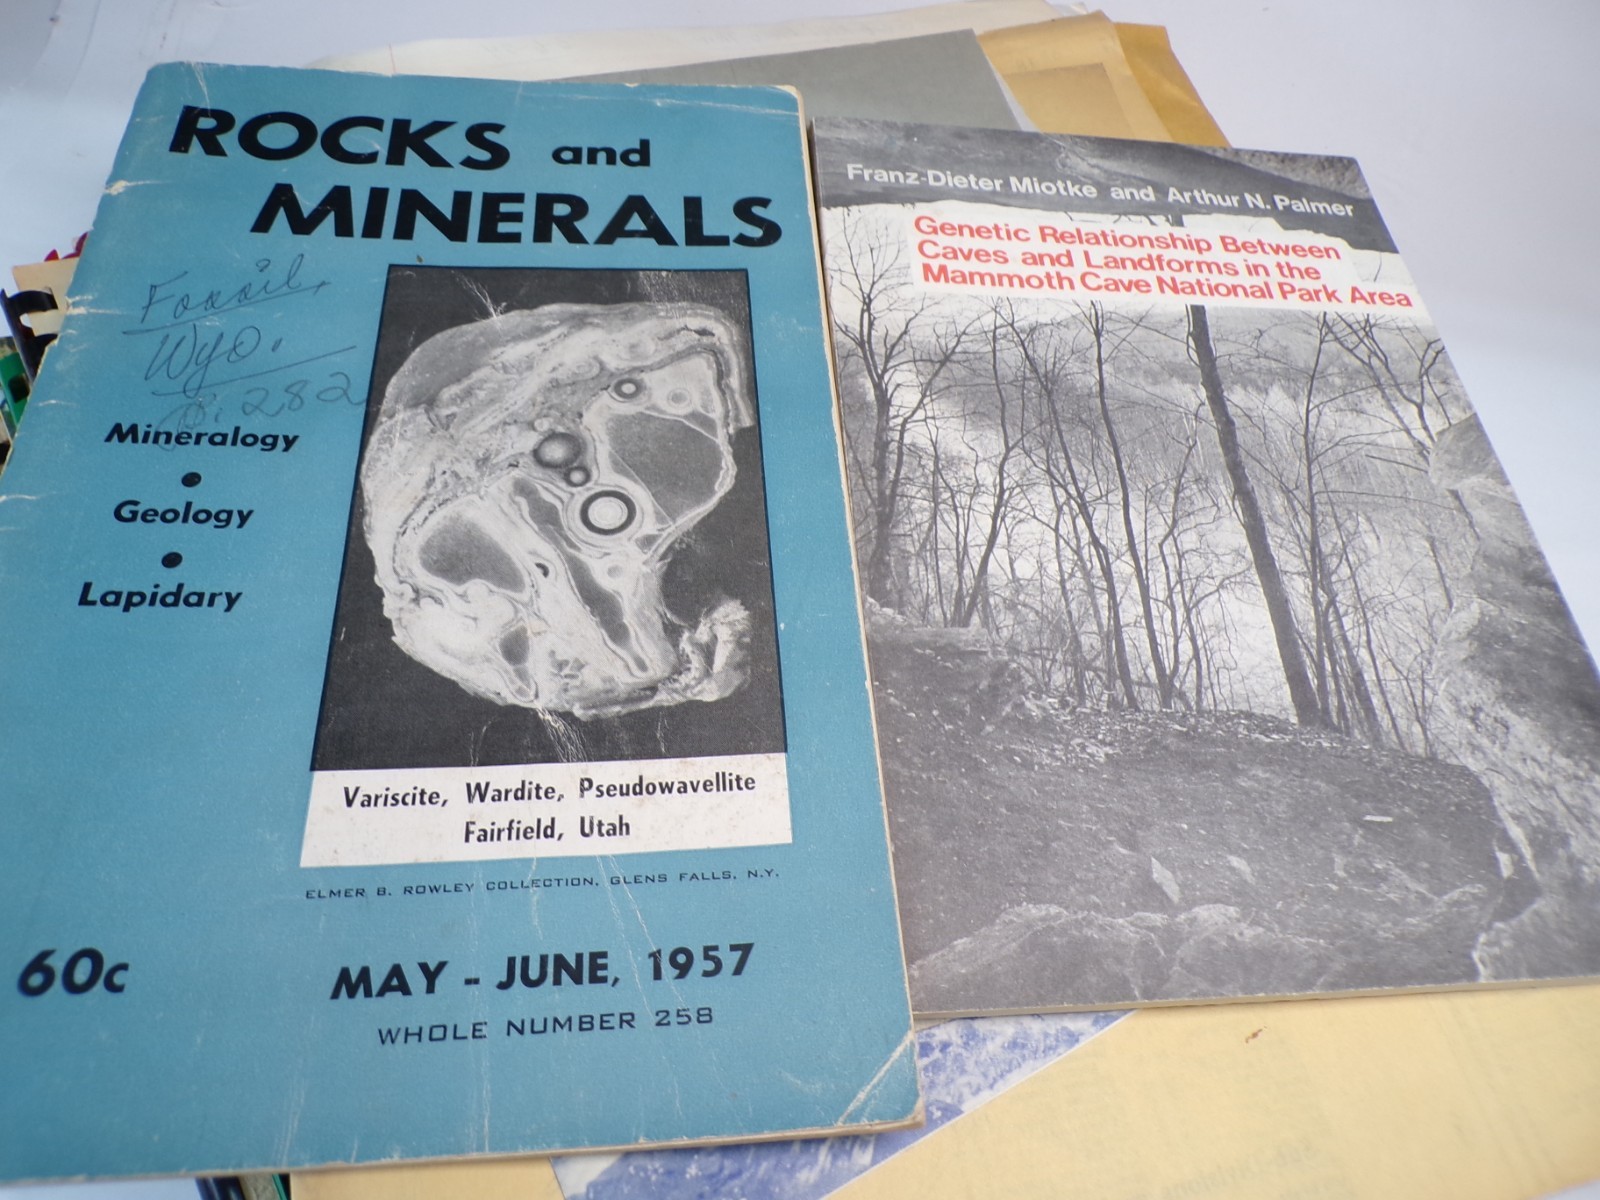 ROCKS and
MINERALS
Fossil,
Wyo.
p. 282
Mineralogy
Geology
Lapidary
Variscite, Wardite, Pseudowavellite
Fairfield, Utah
ELMER B. ROWLEY COLLECTION, GLENS FALLS, N.Y.
60c
MAY - JUNE, 1957
WHOLE NUMBER 258
Franz-Dieter Miotke and Arthur N. Palmer
Genetic Relationship Between
Caves and Landforms in the
Mammoth Cave National Park Area